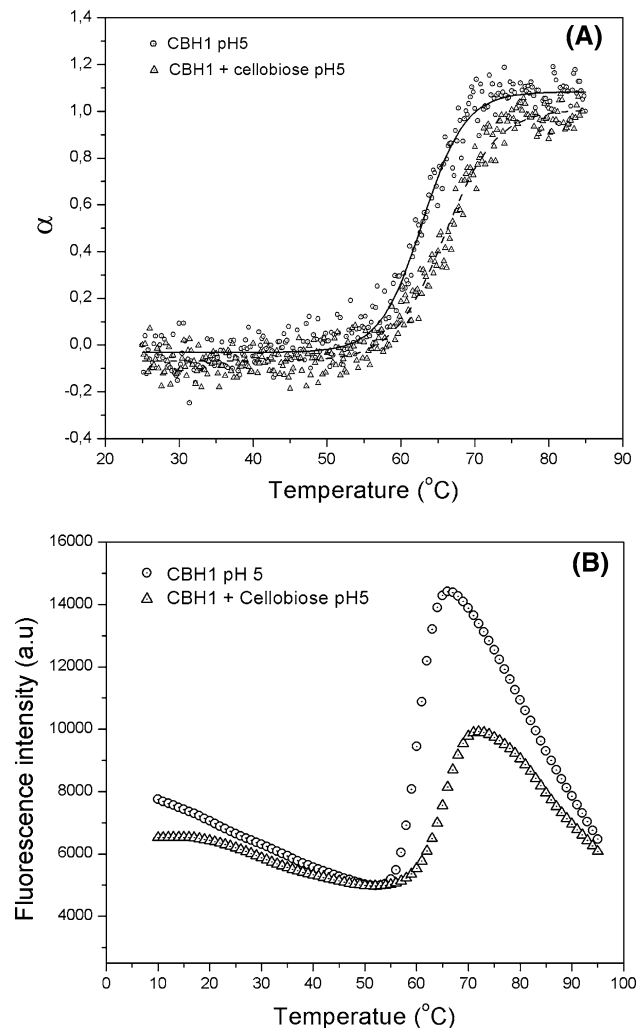 (A)
CBH1 pH5
CBH1 + cellobiose pH5
1,4
1,2
1,0
0,8
0,6
0,4
0,2
0,0
-0,2
-0,4
α
20 30 40 50 60 70 80 90
Temperature (°C)
(B)
CBH1 pH 5
CBH1 + Cellobiose pH5
16000
14000
12000
10000
8000
6000
4000
Fluorescence intensity (a.u)
0 10 20 30 40 50 60 70 80 90 100
Temperatue (°C)